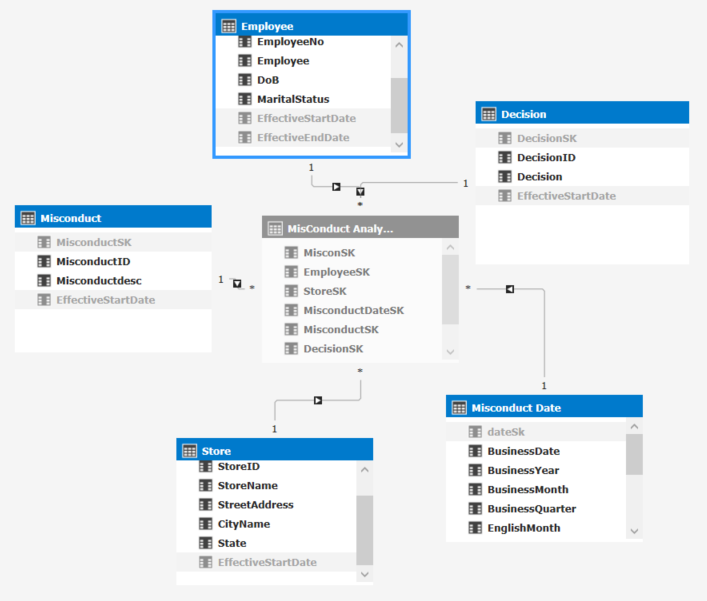 Employee
EmployeeNo
Employee
DoB
MaritalStatus
EffectiveStartDate
EffectiveEndDate
1
Decision
DecisionSK
DecisionID
Decision
EffectiveStartDate
1
*
Misconduct
MisconductSK
MisconductID
Misconductdesc
EffectiveStartDate
1
*
MisConduct Analy...
MisconSK
EmployeeSK
StoreSK
MisconductDateSK
MisconductSK
DecisionSK
*
*
1
Misconduct Date
dateSk
BusinessDate
BusinessYear
BusinessMonth
BusinessQuarter
EnglishMonth
1
Store
StoreID
StoreName
StreetAddress
CityName
State
EffectiveStartDate